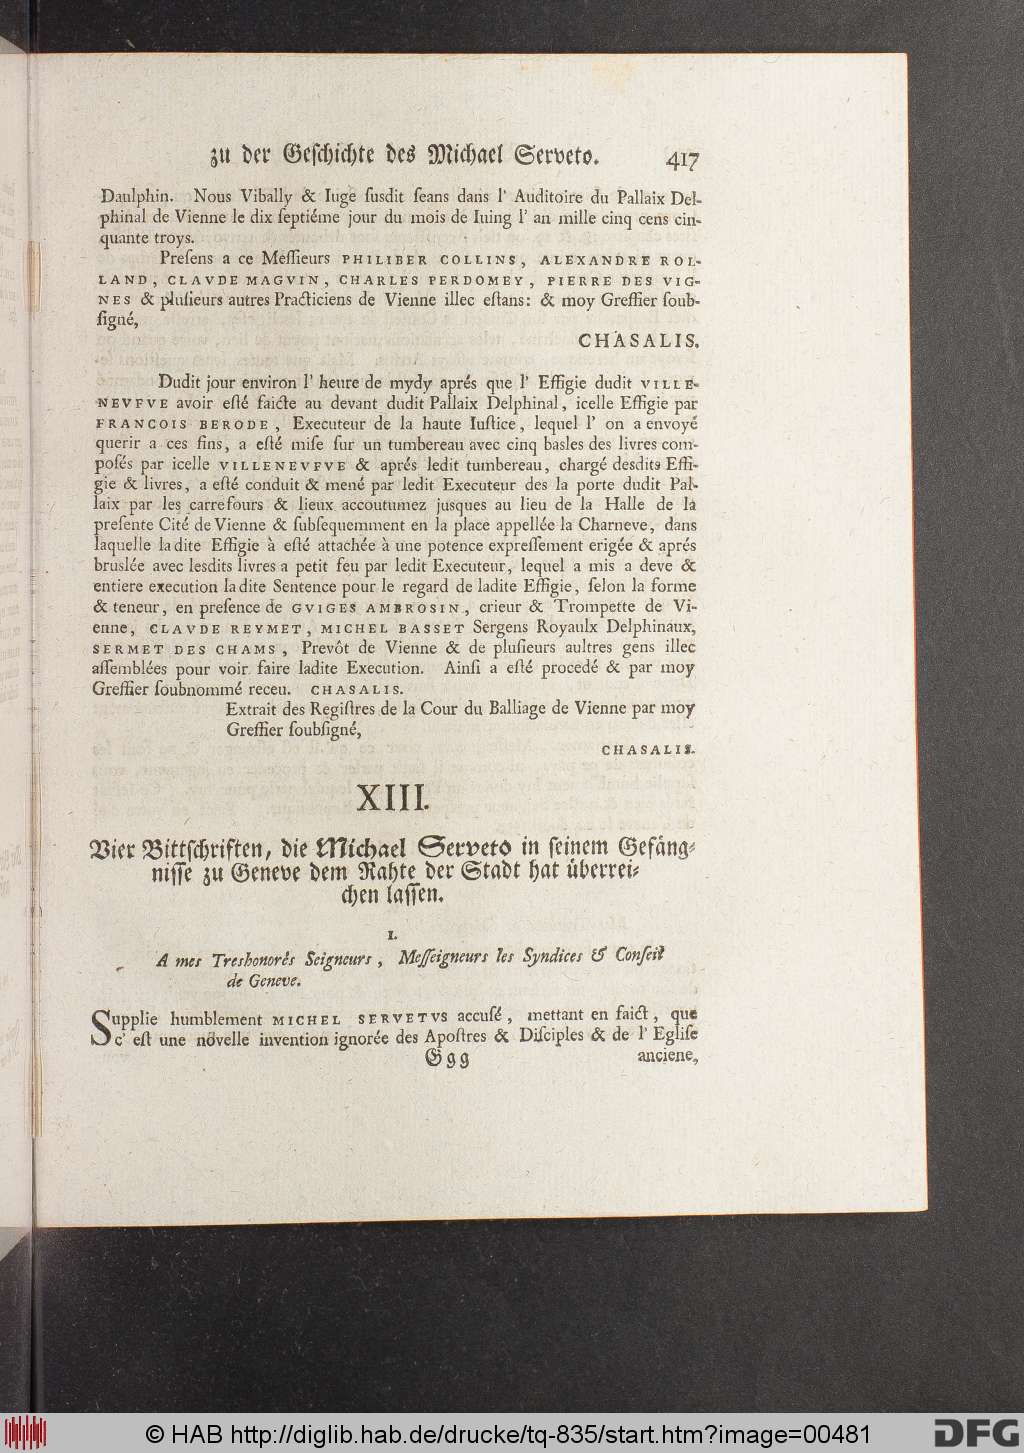 zu der Geſchichte des Michael Serveto. 417
Daulphin. Nous Vibally & Iuge ſusdit ſeans dans l' Auditoire du Pallaix Del-
phinal de Vienne le dix ſeptiéme jour du mois de Iuing l' an mille cinq cens cin-
quante troys.
Preſens a ce Meſſieurs PHILIBER COLLINS, ALEXANDRE ROL-
LAND, CLAVDE MAGVIN, CHARLES PERDOMEY, PIERRE DES VIG-
NES & pluſieurs autres Practiciens de Vienne illec eſtans: & moy Greffier ſoub-
ſigné,
CHASALIS.
Dudit jour environ l' heure de mydy aprés que l' Effigie dudit VILLE-
NEVFVE avoir eſté faicte au devant dudit Pallaix Delphinal, icelle Effigie par
FRANCOIS BERODE, Executeur de la haute Iuſtice, lequel l' on a envoyé
querir a ces fins, a eſté miſe ſur un tumbereau avec cinq basles des livres com-
poſés par icelle VILLENEVFVE & aprés ledit tumbereau, chargé desdits Effi-
gie & livres, a eſté conduit & mené par ledit Executeur des la porte dudit Pal-
laix par les carrefours & lieux accoutumez jusques au lieu de la Halle de la
preſente Cité de Vienne & ſubſequemment en la place appellée la Charneve, dans
laquelle la dite Effigie à eſté attachée à une potence expreſſement erigée & aprés
bruslée avec lesdits livres a petit feu par ledit Executeur, lequel a mis a deve &
entiere execution la dite Sentence pour le regard de ladite Effigie, ſelon la forme
& teneur, en preſence de GVIGES AMBROSIN, crieur & Trompette de Vi-
enne, CLAVDE REYMET, MICHEL BASSET Sergens Royaulx Delphinaux,
SERMET DES CHAMS, Prevôt de Vienne & de pluſieurs aultres gens illec
aſſemblées pour voir faire ladite Execution. Ainſi a eſté procedé & par moy
Greffier ſoubnommé receu. CHASALIS.
Extrait des Regiſtres de la Cour du Balliage de Vienne par moy
Greffier ſoubſigné,
CHASALIS.
XIII.
Vier Bittſchriften, die Michael Serveto in ſeinem Gefäng-
niſſe zu Geneve dem Rahte der Stadt hat überrei-
chen laſſen.
I.
A mes Treshonorés Seigneurs, Meſſeigneurs les Syndices & Conſeil
de Geneve.
Supplie humblement MICHEL SERVETVS accuſé, mettant en faict, que
c' eſt une növelle invention ignorée des Apoſtres & Diſciples & de l' Egliſe
Ggg anciene,
© HAB http://diglib.hab.de/drucke/tq-835/start.htm?image=00481
DFG